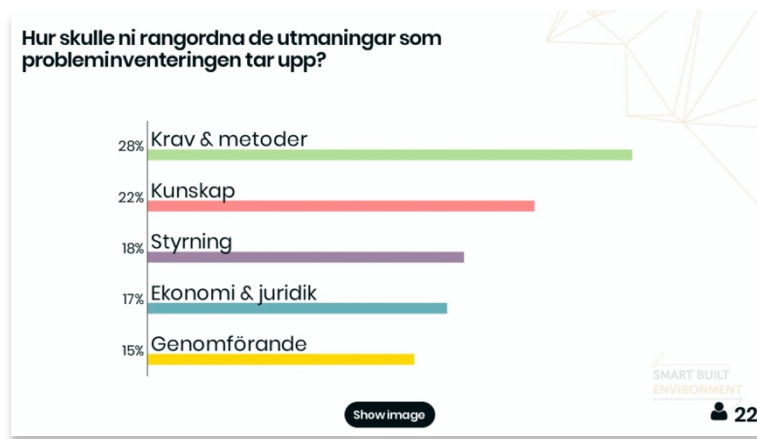 Hur skulle ni rangordna de utmaningar som
probleminventeringen tar upp?
28% Krav & metoder
22% Kunskap
18% Styrning
17% Ekonomi & juridik
15% Genomförande
SMART BUILT
ENVIRONMENT
Show image
22